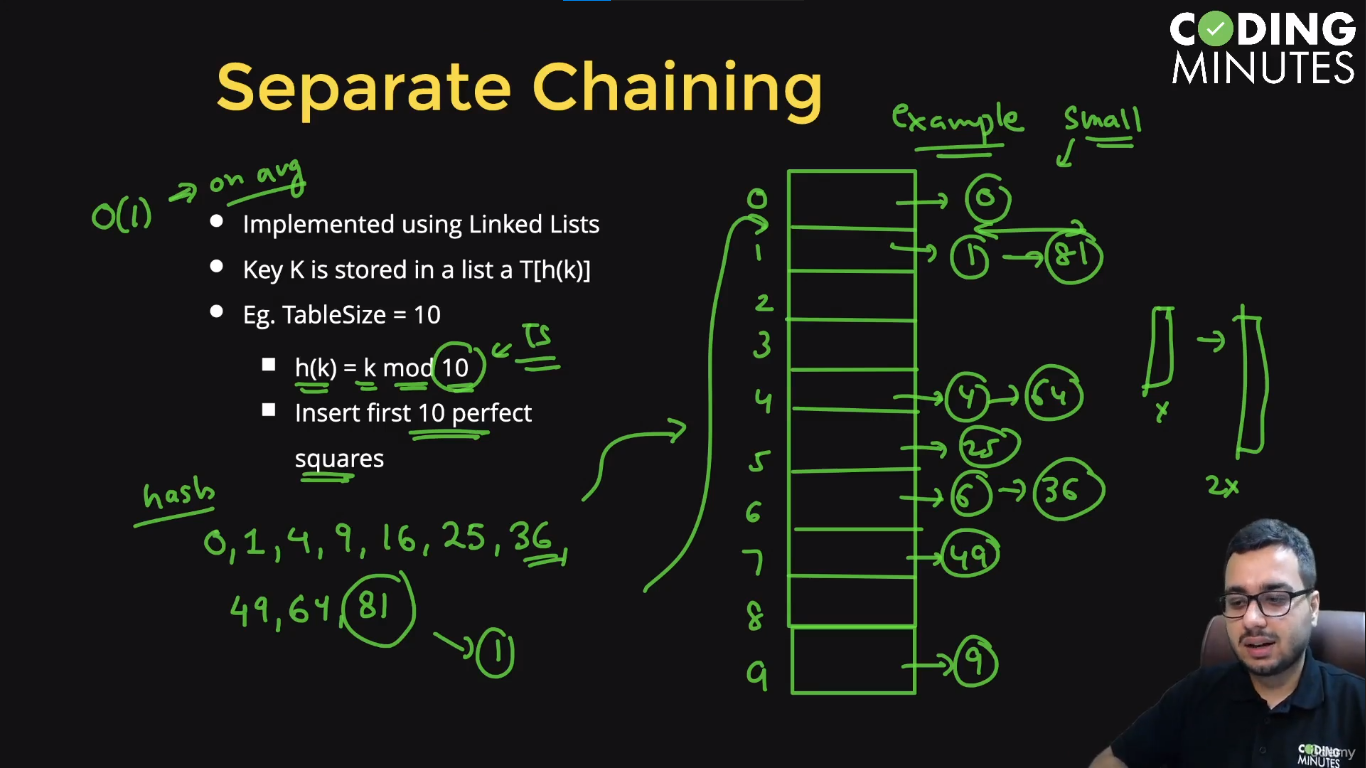 CODING
MINUTES
Separate Chaining
example small
O(1) → on avg
Implemented using Linked Lists
Key K is stored in a list a T[h(k)]
Eg. TableSize = 10
h(k) = k mod 10 ← TS
Insert first 10 perfect
squares
hash
0, 1, 4, 9, 16, 25, 36,
49, 64, 81
→ 1
0 → 0
1 → 1 → 81
2
3
4 → 4 → 64
5 → 25
6 → 6 → 36
7 → 49
8
9 → 9
x → 2x
CODING
MINUTES